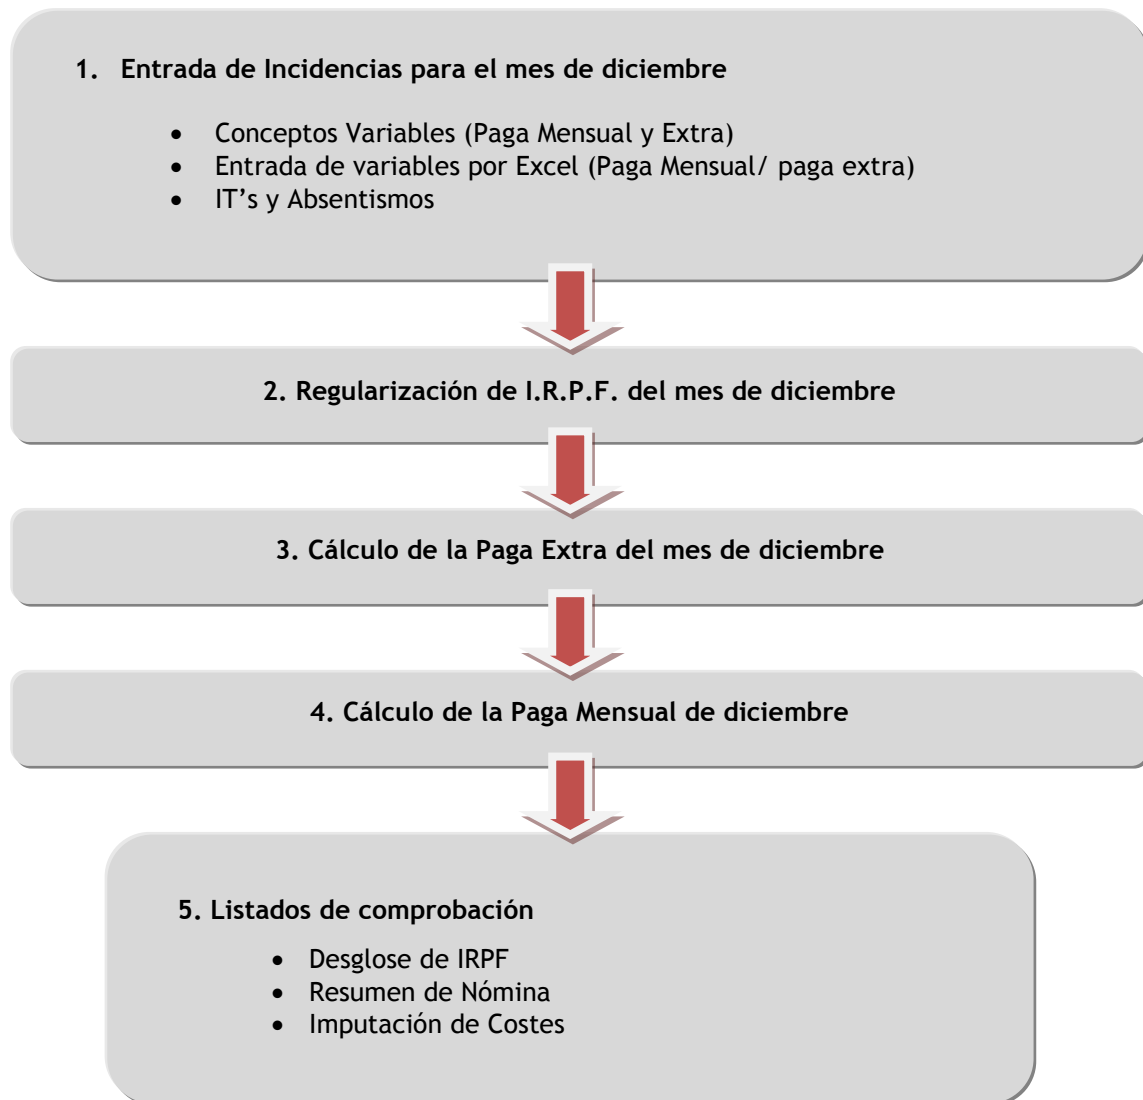 1. Entrada de Incidencias para el mes de diciembre
• Conceptos Variables (Paga Mensual y Extra)
• Entrada de variables por Excel (Paga Mensual/ paga extra)
• IT’s y Absentismos
2. Regularización de I.R.P.F. del mes de diciembre
3. Cálculo de la Paga Extra del mes de diciembre
4. Cálculo de la Paga Mensual de diciembre
5. Listados de comprobación
• Desglose de IRPF
• Resumen de Nómina
• Imputación de Costes